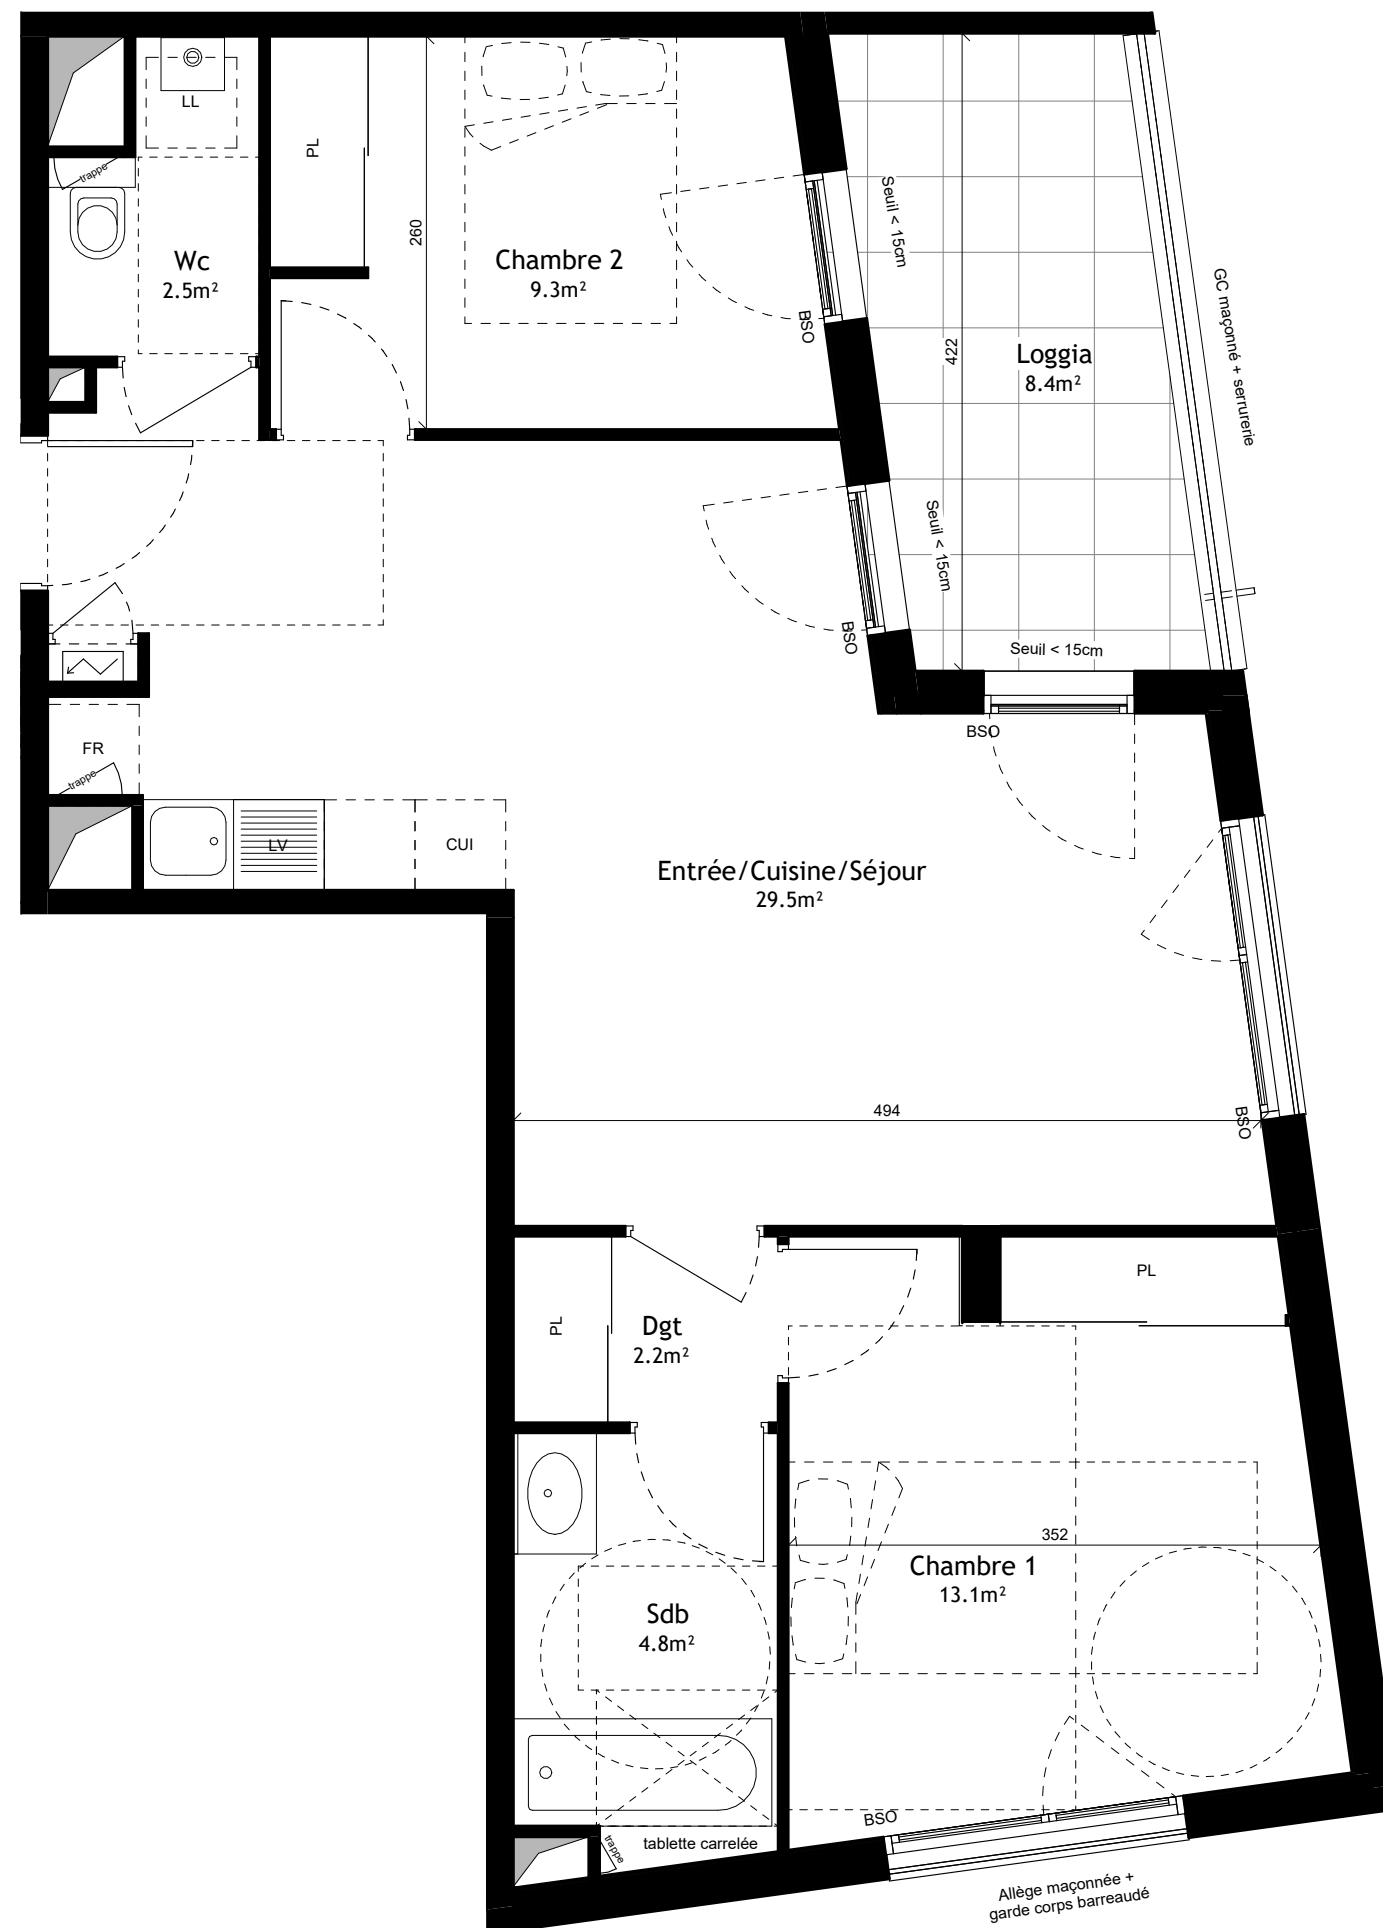 LL
PL
trappe
260
Wc
2.5m²
Chambre 2
9.3m²
Seuil < 15cm
BSO
GC maçonné + serrurerie
422
Loggia
8.4m²
Seuil < 15cm
BSO
Seuil < 15cm
BSO
FR
trappe
LV
CUI
Entrée/Cuisine/Séjour
29.5m²
494
BSO
PL
PL
Dgt
2.2m²
352
Chambre 1
13.1m²
Sdb
4.8m²
BSO
trappe
tablette carrelée
Allège maçonnée +
garde corps barreaudé